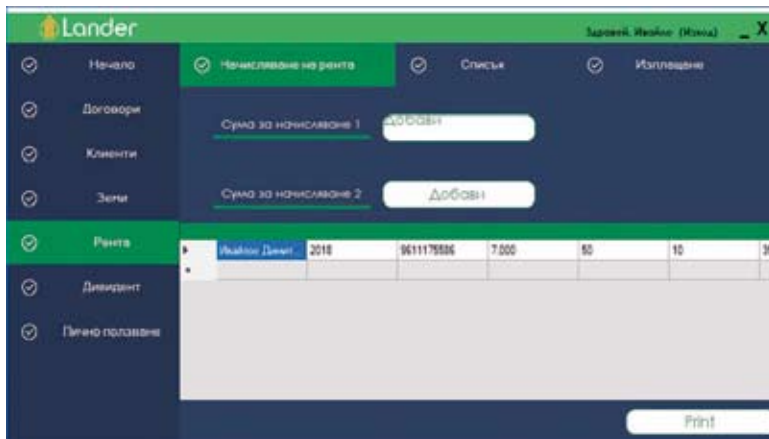 Lander
Здравей, Ивайло (Изход) _ X
Начало
Начисляване на рента
Списък
Изплащане
Договори
Сума за начисляване 1
Добави
Клиенти
Земи
Сума за начисляване 2
Добави
Рента
2018 9611175586 7.000 50 10
Дивидент
Лично ползване
Print